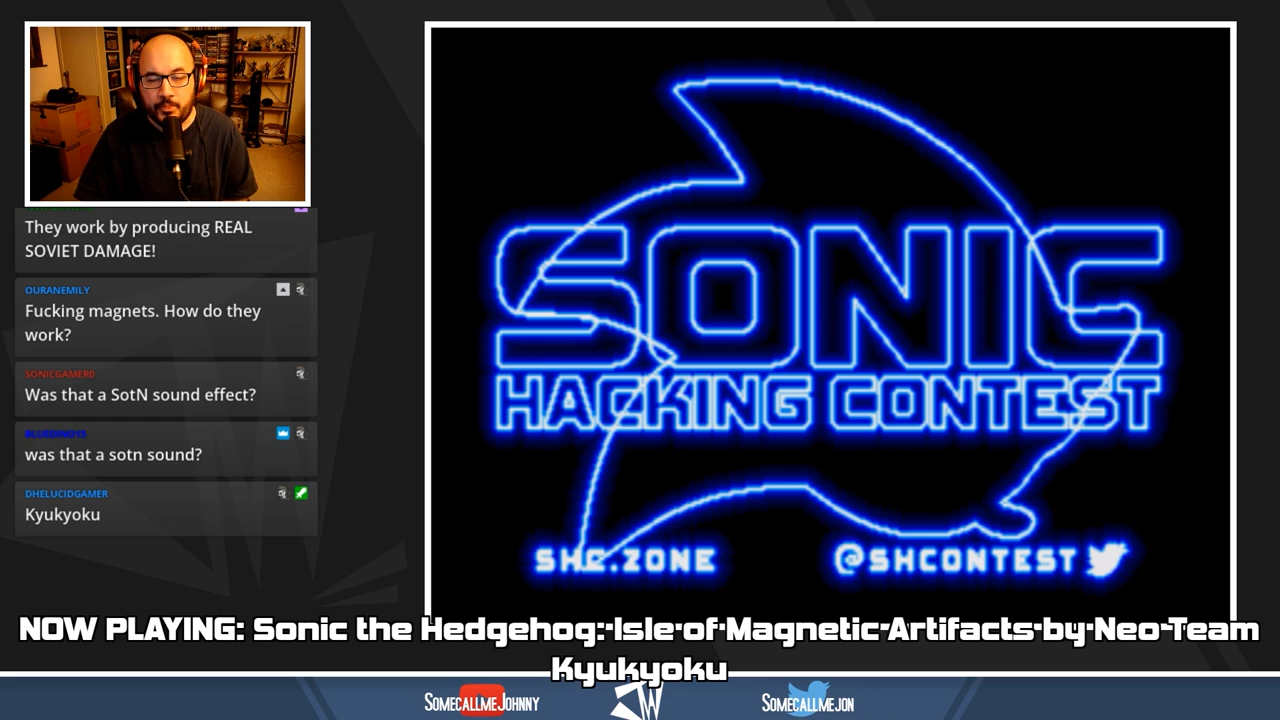 They work by producing REAL
SOVIET DAMAGE!
OURANEMILY
Fucking magnets. How do they
work?
SONICGAMER0
Was that a SotN sound effect?
was that a sotn sound?
DHELUCIDGAMER
Kyukyoku
SONIC
HACKING CONTEST
SHC.ZONE
@SHCONTEST
NOW PLAYING: Sonic the Hedgehog: Isle of Magnetic Artifacts by Neo Team
Kyukyoku
SOMECALLMEJOHNNY
SOMECALLMEJON